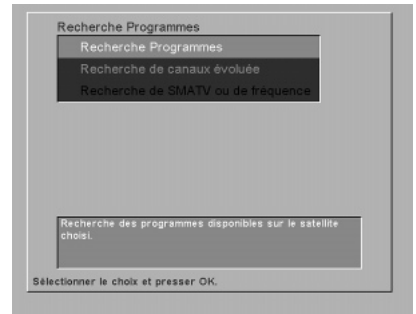 Recherche Programmes
Recherche Programmes
Recherche de canaux évoluée
Recherche de SMATV ou de fréquence
Recherche des programmes disponibles sur le satellite
choisi.
Sélectionner le choix et presser OK.